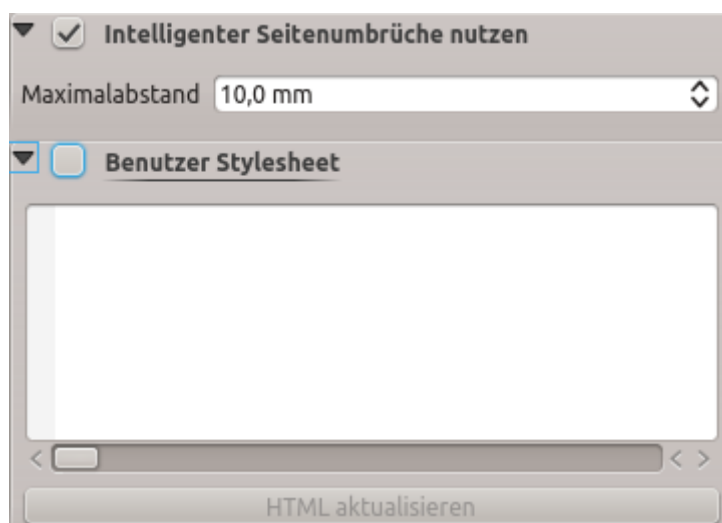 Intelligenter Seitenumbrüche nutzen
Maximalabstand 10,0 mm
Benutzer Stylesheet
HTML aktualisieren